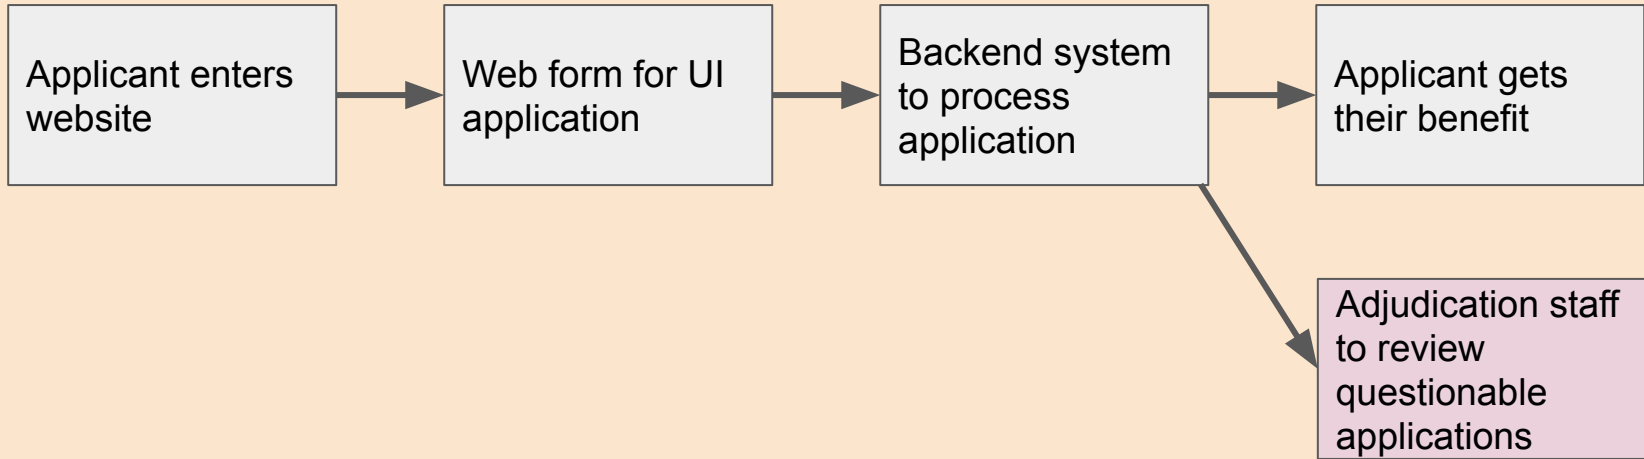 Applicant enters
website
Web form for UI
application
Backend system
to process
application
Applicant gets
their benefit
Adjudication staff
to review
questionable
applications